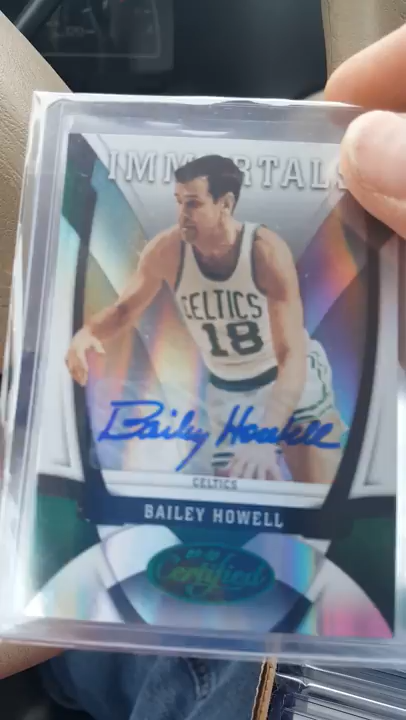 IMMORTALS
CELTICS
18
Bailey Howell
CELTICS
BAILEY HOWELL
Certified